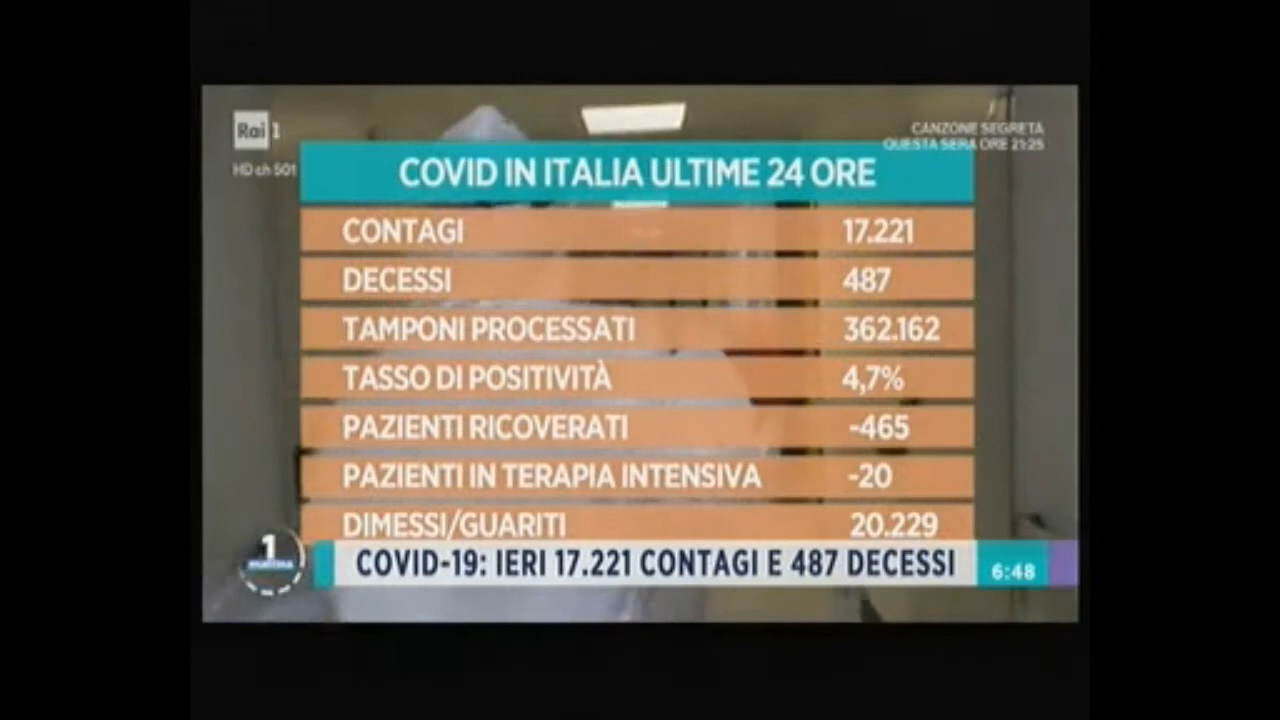 Rai 1
HD ch 501
CANZONE SEGRETA
QUESTA SERA ORE 21:25
COVID IN ITALIA ULTIME 24 ORE
CONTAGI 17.221
DECESSI 487
TAMPONI PROCESSATI 362.162
TASSO DI POSITIVITÀ 4,7%
PAZIENTI RICOVERATI -465
PAZIENTI IN TERAPIA INTENSIVA -20
DIMESSI/GUARITI 20.229
1
mattina
COVID-19: IERI 17.221 CONTAGI E 487 DECESSI
6:48